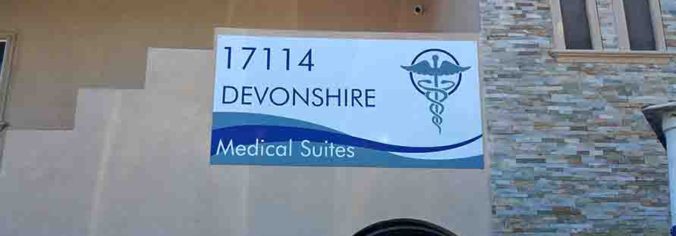 17114
DEVONSHIRE
Medical Suites